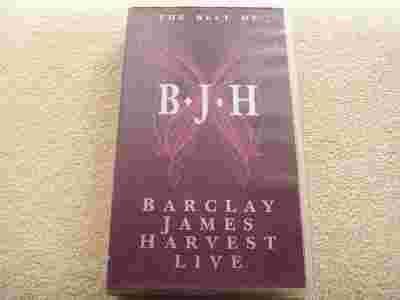 THE BEST OF...
B·J·H
BARCLAY
JAMES
HARVEST
LIVE